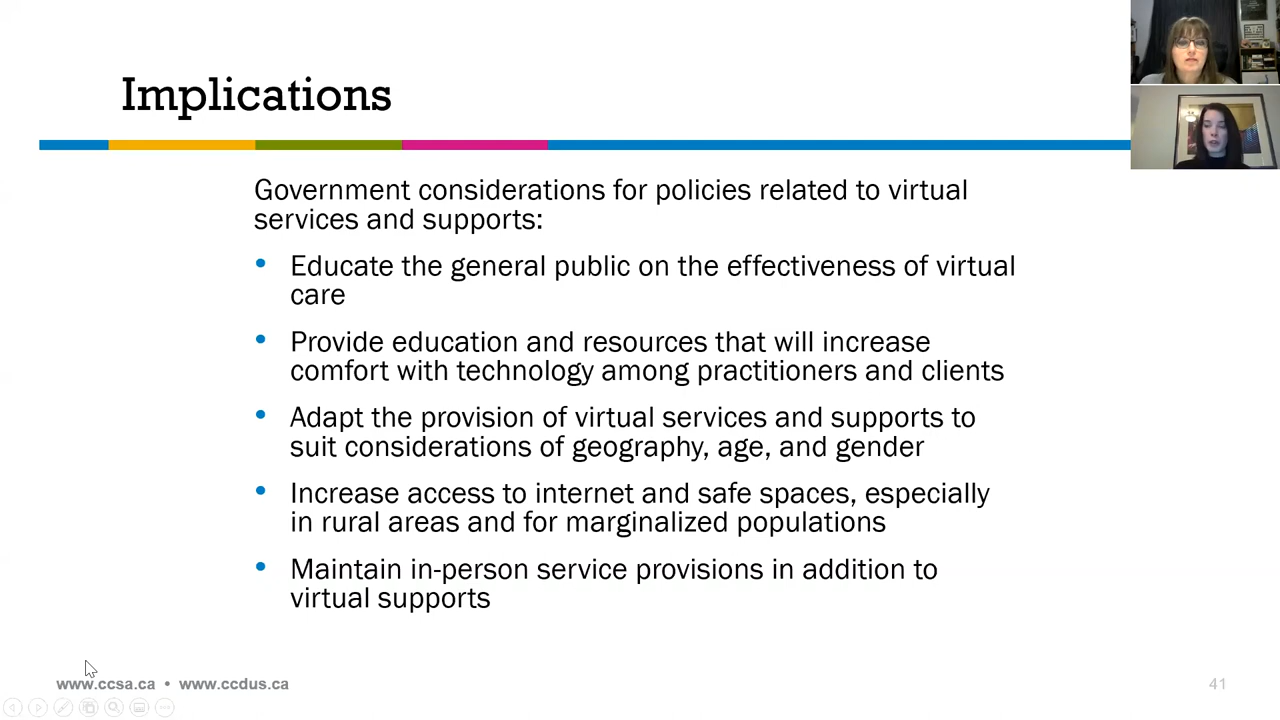 Implications
Government considerations for policies related to virtual
services and supports:
• Educate the general public on the effectiveness of virtual
care
• Provide education and resources that will increase
comfort with technology among practitioners and clients
• Adapt the provision of virtual services and supports to
suit considerations of geography, age, and gender
• Increase access to internet and safe spaces, especially
in rural areas and for marginalized populations
• Maintain in-person service provisions in addition to
virtual supports
www.ccsa.ca • www.ccdus.ca
41